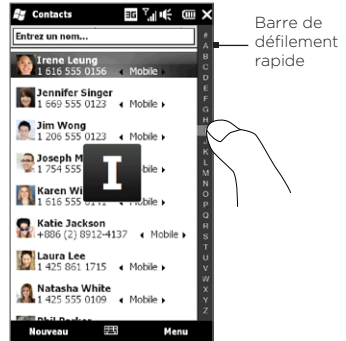 Contacts
Entrez un nom...
Irene Leung
1 616 555 0156 Mobile
Jennifer Singer
1 669 555 0123 Mobile
Jim Wong
1 206 555 0123 Mobile
Joseph M
1 754 555 bile
Karen Wi
1 616 555 0141 bile
Katie Jackson
+886 (2) 8912-4137 Mobile
Laura Lee
1 425 861 1715 Mobile
Natasha White
1 425 555 0109 Mobile
Nouveau Menu
I
#
A
B
C
D
E
F
G
H
J
K
L
M
N
O
P
Q
R
S
T
U
V
W
X
Y
Z
Barre de
défilement
rapide